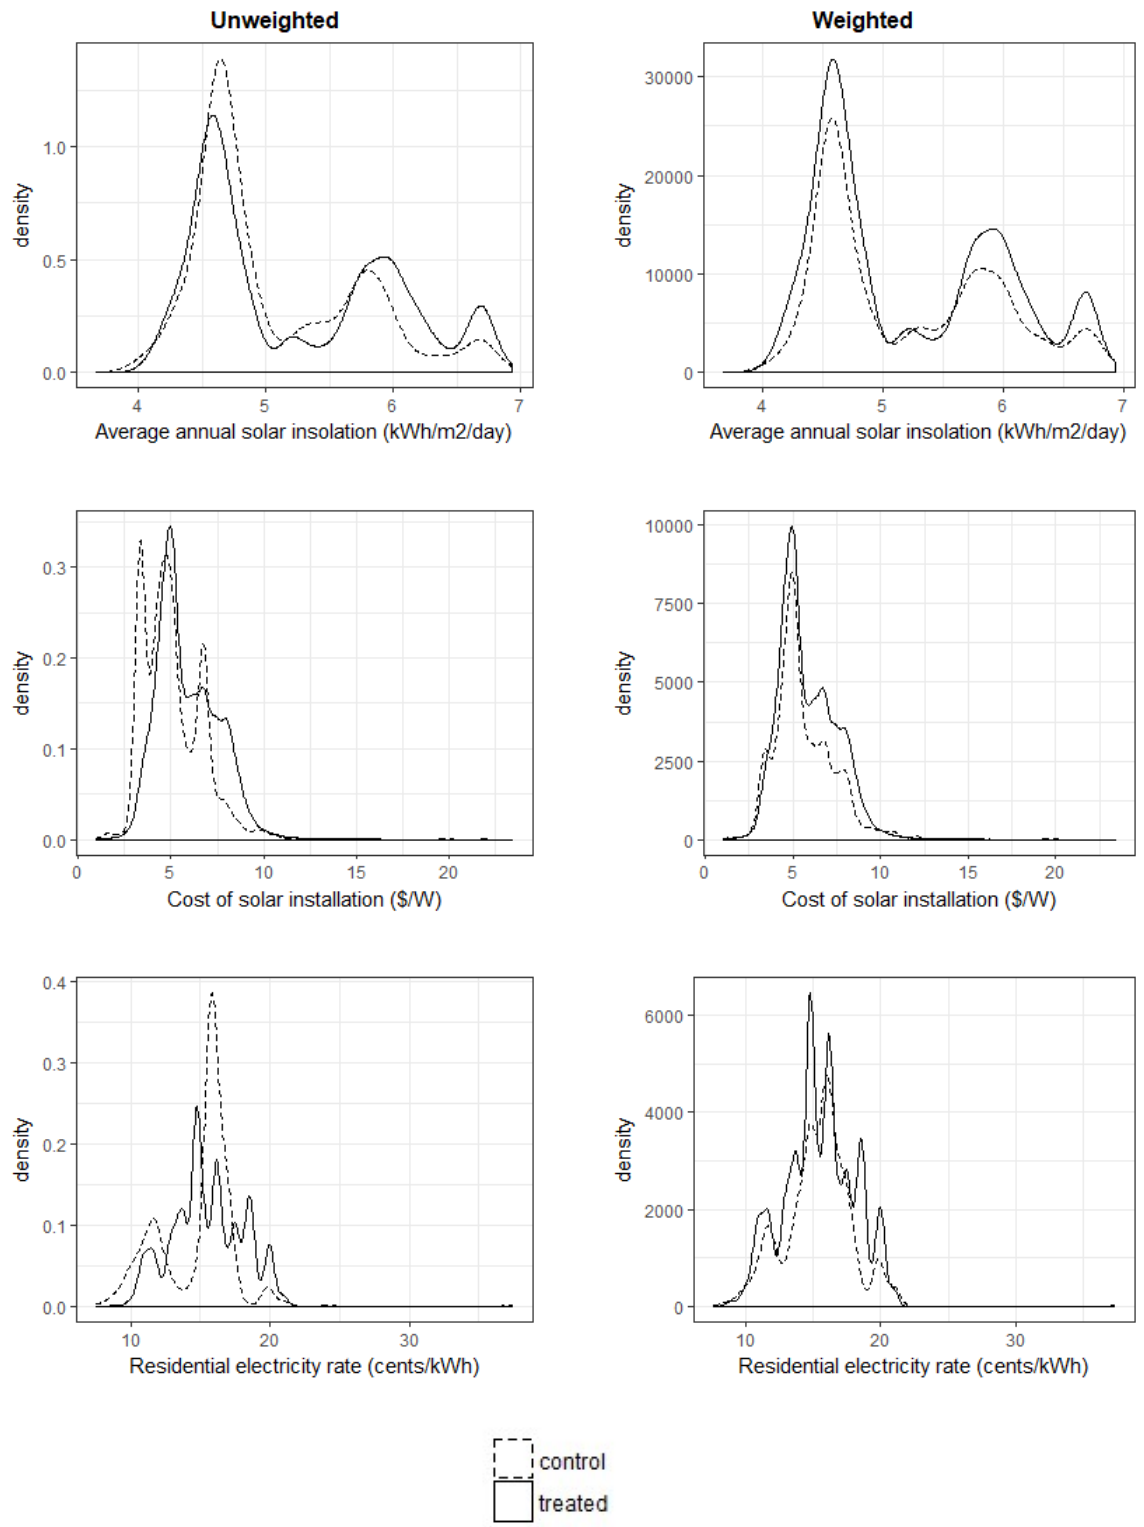 Unweighted
Weighted
density
1.0
0.5
0.0
4 5 6 7
Average annual solar insolation (kWh/m2/day)
density
30000
20000
10000
0
4 5 6 7
Average annual solar insolation (kWh/m2/day)
density
0.3
0.2
0.1
0.0
0 5 10 15 20
Cost of solar installation ($/W)
density
10000
7500
5000
2500
0
0 5 10 15 20
Cost of solar installation ($/W)
density
0.4
0.3
0.2
0.1
0.0
10 20 30
Residential electricity rate (cents/kWh)
density
6000
4000
2000
0
10 20 30
Residential electricity rate (cents/kWh)
control
treated